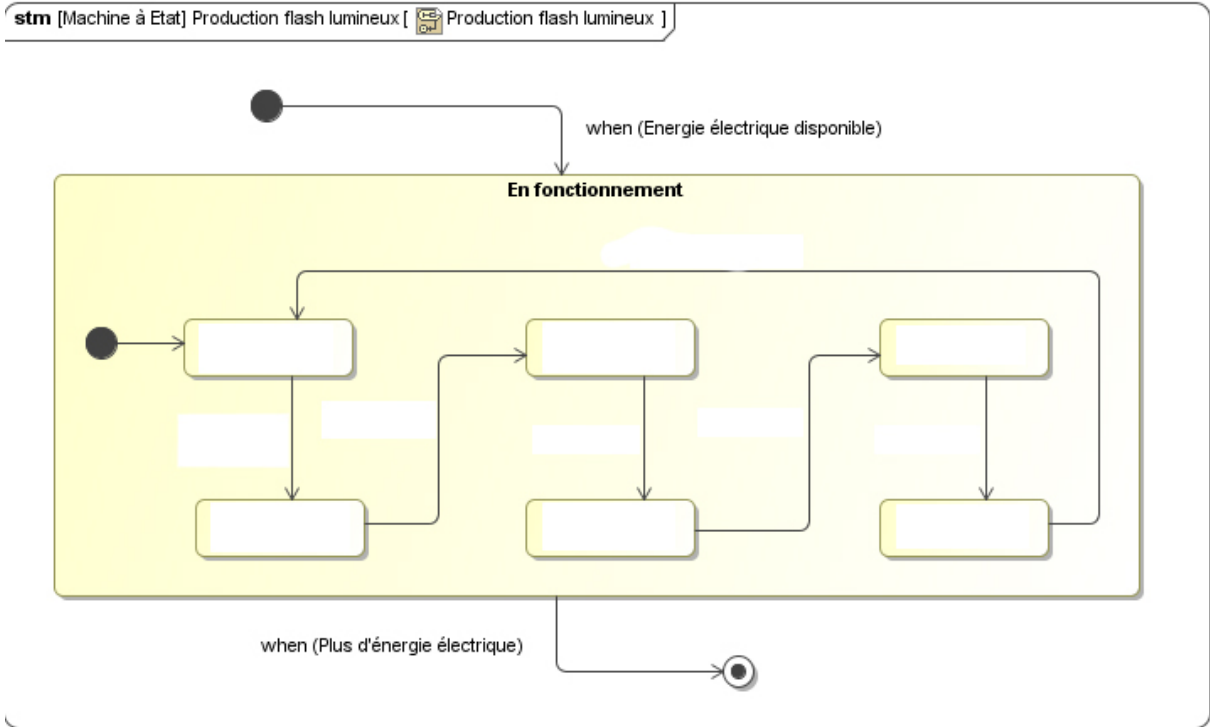 stm [Machine à Etat] Production flash lumineux [ Production flash lumineux ]
when (Energie électrique disponible)
En fonctionnement
when (Plus d'énergie électrique)